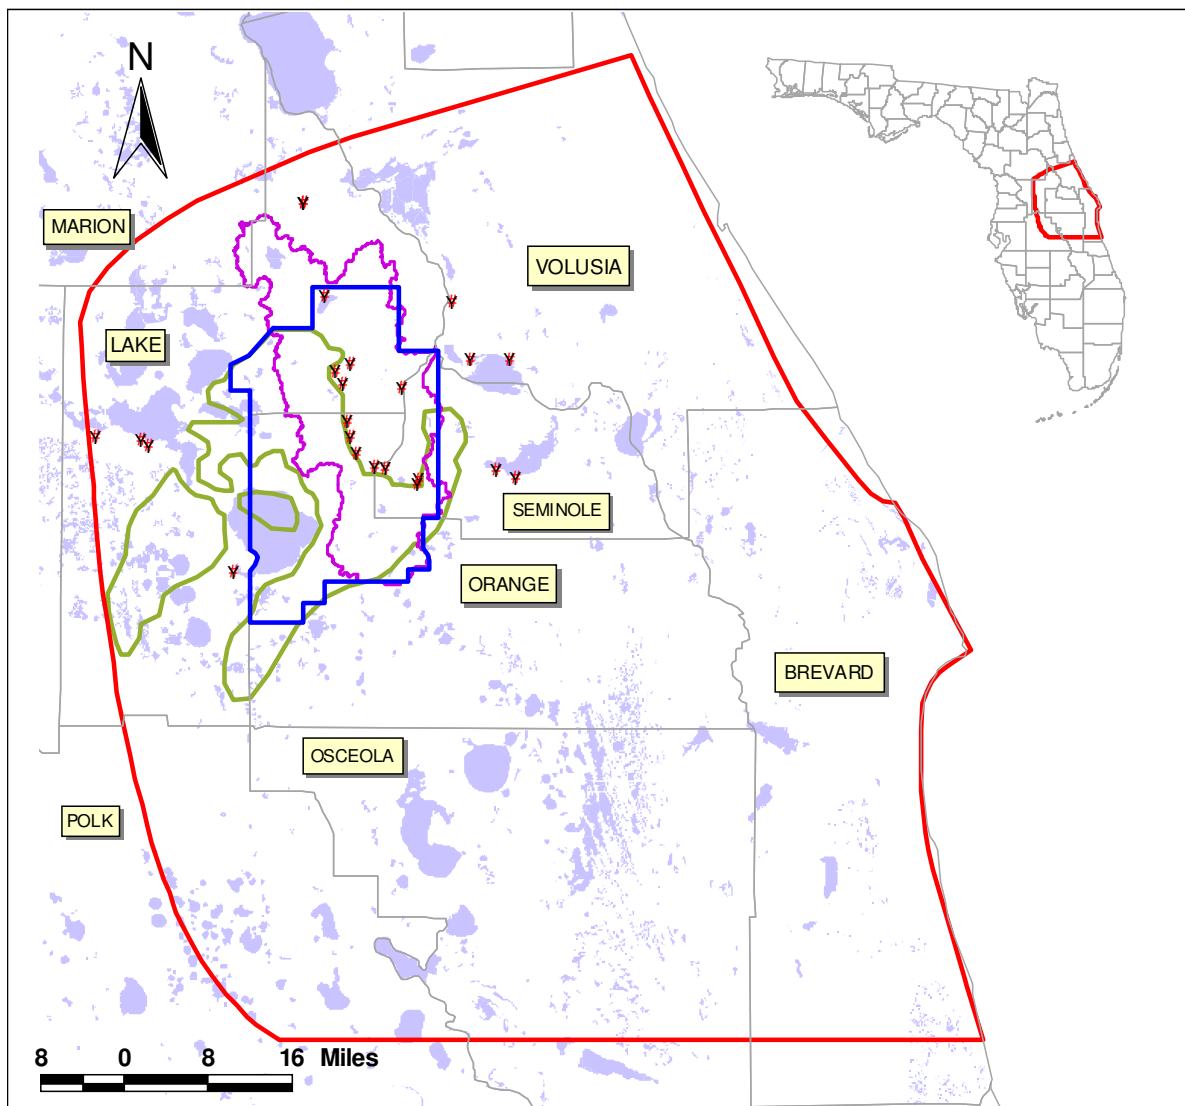 N
MARION
VOLUSIA
LAKE
SEMINOLE
ORANGE
BREVARD
OSCEOLA
POLK
8 0 8 16 Miles